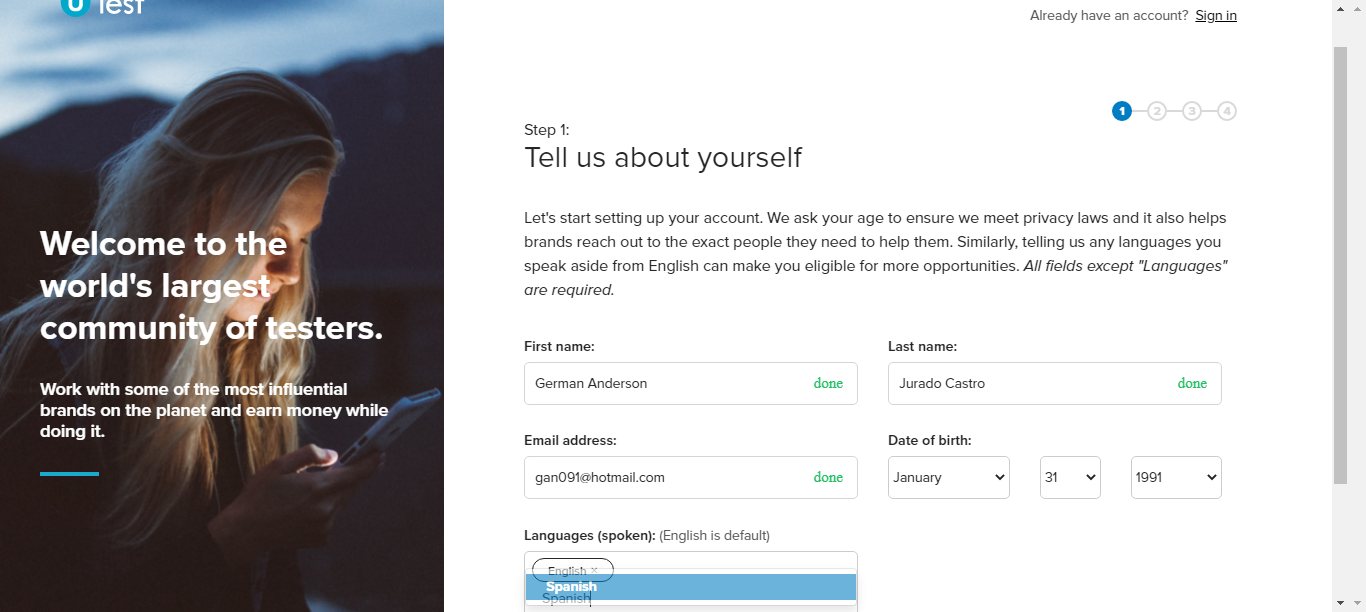 Test
Already have an account? Sign in
1 2 3 4
Step 1:
Tell us about yourself
Let's start setting up your account. We ask your age to ensure we meet privacy laws and it also helps
brands reach out to the exact people they need to help them. Similarly, telling us any languages you
speak aside from English can make you eligible for more opportunities. All fields except "Languages"
are required.
Welcome to the
world's largest
community of testers.
Work with some of the most influential
brands on the planet and earn money while
doing it.
First name: Last name:
German Anderson done Jurado Castro done
Email address: Date of birth:
gan091@hotmail.com done January 31 1991
Languages (spoken): (English is default)
English ×
Spanish
Spanish